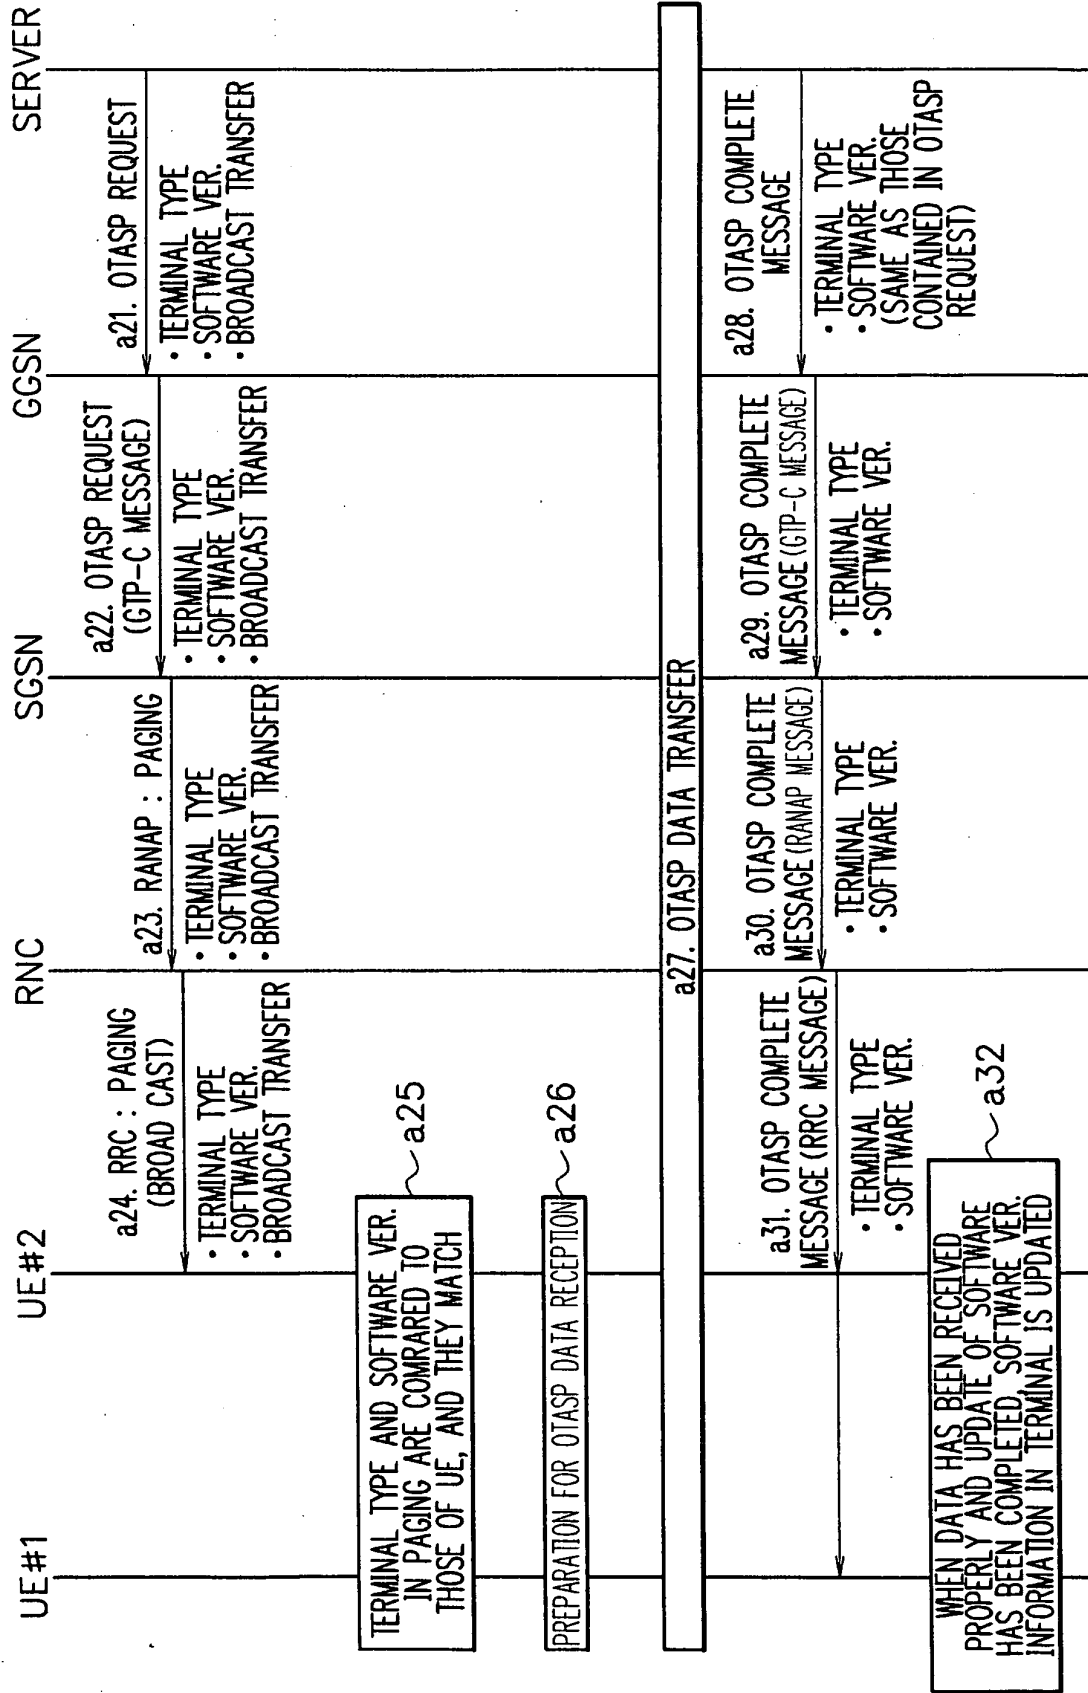 UE#1
UE#2
RNC
SGSN
GGSN
SERVER
a21. OTASP REQUEST
• TERMINAL TYPE
• SOFTWARE VER.
• BROADCAST TRANSFER
a22. OTASP REQUEST
(GTP-C MESSAGE)
• TERMINAL TYPE
• SOFTWARE VER.
• BROADCAST TRANSFER
a23. RANAP : PAGING
• TERMINAL TYPE
• SOFTWARE VER.
• BROADCAST TRANSFER
a24. RRC : PAGING
(BROAD CAST)
• TERMINAL TYPE
• SOFTWARE VER.
• BROADCAST TRANSFER
TERMINAL TYPE AND SOFTWARE VER.
IN PAGING ARE COMRARED TO
THOSE OF UE, AND THEY MATCH
a25
PREPARATION FOR OTASP DATA RECEPTION
a26
a27. OTASP DATA TRANSFER
a28. OTASP COMPLETE
MESSAGE
• TERMINAL TYPE
• SOFTWARE VER.
(SAME AS THOSE
CONTAINED IN OTASP
REQUEST)
a29. OTASP COMPLETE
MESSAGE(GTP-C MESSAGE)
• TERMINAL TYPE
• SOFTWARE VER.
a30. OTASP COMPLETE
MESSAGE(RANAP MESSAGE)
• TERMINAL TYPE
• SOFTWARE VER.
a31. OTASP COMPLETE
MESSAGE(RRC MESSAGE)
• TERMINAL TYPE
• SOFTWARE VER.
WHEN DATA HAS BEEN RECEIVED
PROPERLY AND UPDATE OF SOFTWARE
HAS BEEN COMPLETED, SOFTWARE VER.
INFORMATION IN TERMINAL IS UPDATED
a32